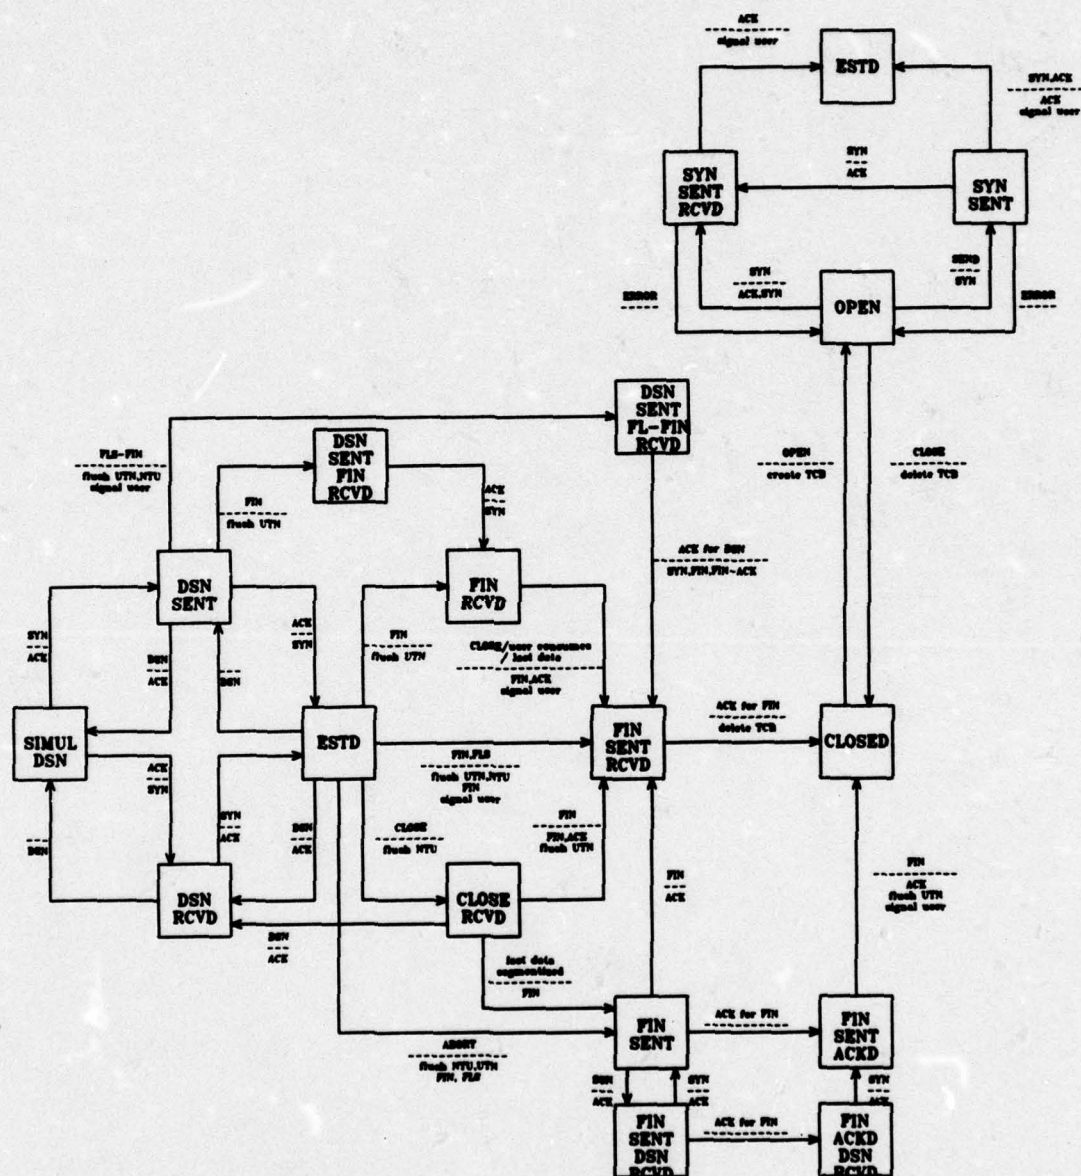 ACK
signal user
ESTD
SYN,ACK
ACK
signal user
SYN
SENT
RCVD
SYN
ACK
SYN
SENT
SYN
ACK,SYN
SEND
SYN
ERROR
OPEN
ERROR
DSN
SENT
FL-FIN
RCVD
OPEN
create TCB
CLOSE
delete TCB
FLS-FIN
flush UTN,NTU
signal user
DSN
SENT
FIN
RCVD
FIN
flush UTN
ACK
SYN
ACK for DSN
SYN,FIN,FIN-ACK
DSN
SENT
FIN
RCVD
SYN
ACK
DSN
ACK
DSN
ACK
SYN
FIN
flush UTN
CLOSE/user consumes
/ last data
FIN,ACK
signal user
SIMUL
DSN
ESTD
FIN
SENT
RCVD
CLOSED
ACK for FIN
delete TCB
FIN,FLS
flush UTN,NTU
FIN
signal user
ACK
SYN
SYN
ACK
DSN
DSN
ACK
CLOSE
flush NTU
FIN
FIN,ACK
flush UTN
DSN
RCVD
CLOSE
RCVD
FIN
ACK
FIN
ACK
flush UTN
signal user
DSN
ACK
last data
segmentized
FIN
FIN
SENT
ACK for FIN
FIN
SENT
ACKD
ABORT
flush NTU,UTN
FIN, FLS
DSN
ACK
SYN
ACK
SYN
ACK
FIN
SENT
DSN
RCVD
ACK for FIN
FIN
ACKD
DSN
RCVD